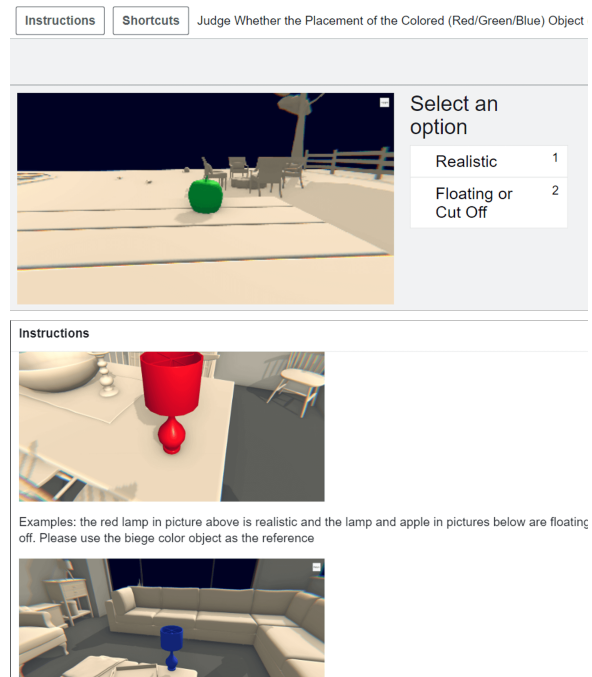 Instructions
Shortcuts
Judge Whether the Placement of the Colored (Red/Green/Blue) Object
Select an
option
Realistic
1
Floating or
Cut Off
2
Instructions
Examples: the red lamp in picture above is realistic and the lamp and apple in pictures below are floating
off. Please use the biege color object as the reference